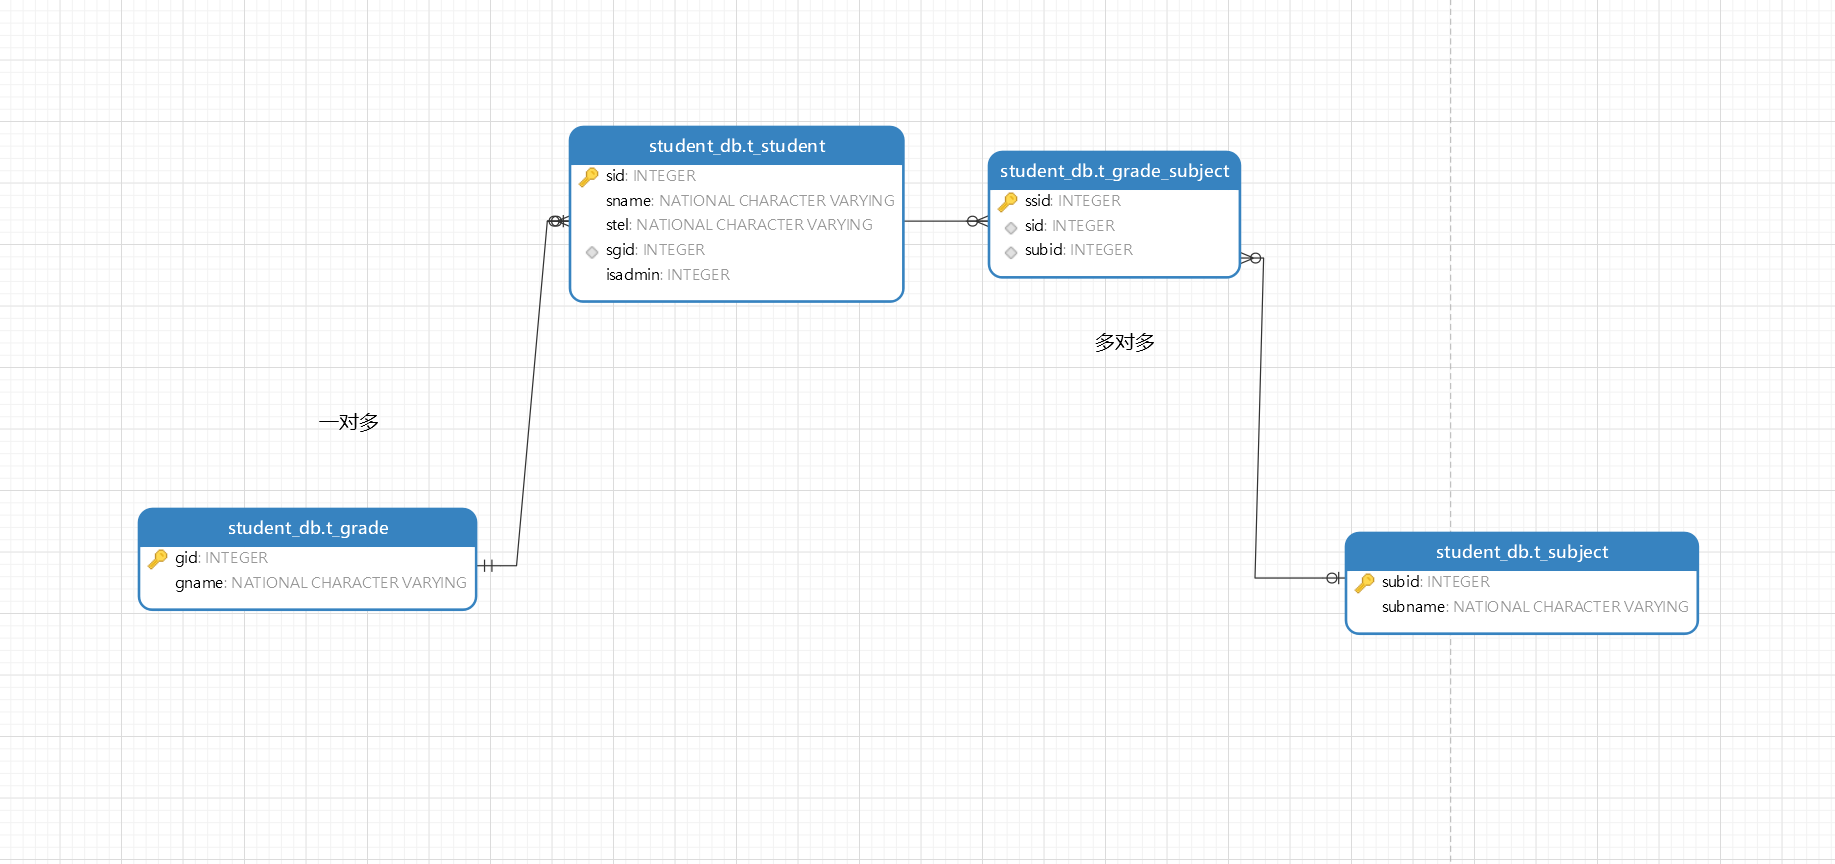 student_db.t_student
sid: INTEGER
sname: NATIONAL CHARACTER VARYING
stel: NATIONAL CHARACTER VARYING
sgid: INTEGER
isadmin: INTEGER
student_db.t_grade_subject
ssid: INTEGER
sid: INTEGER
subid: INTEGER
多对多
一对多
student_db.t_grade
gid: INTEGER
gname: NATIONAL CHARACTER VARYING
student_db.t_subject
subid: INTEGER
subname: NATIONAL CHARACTER VARYING